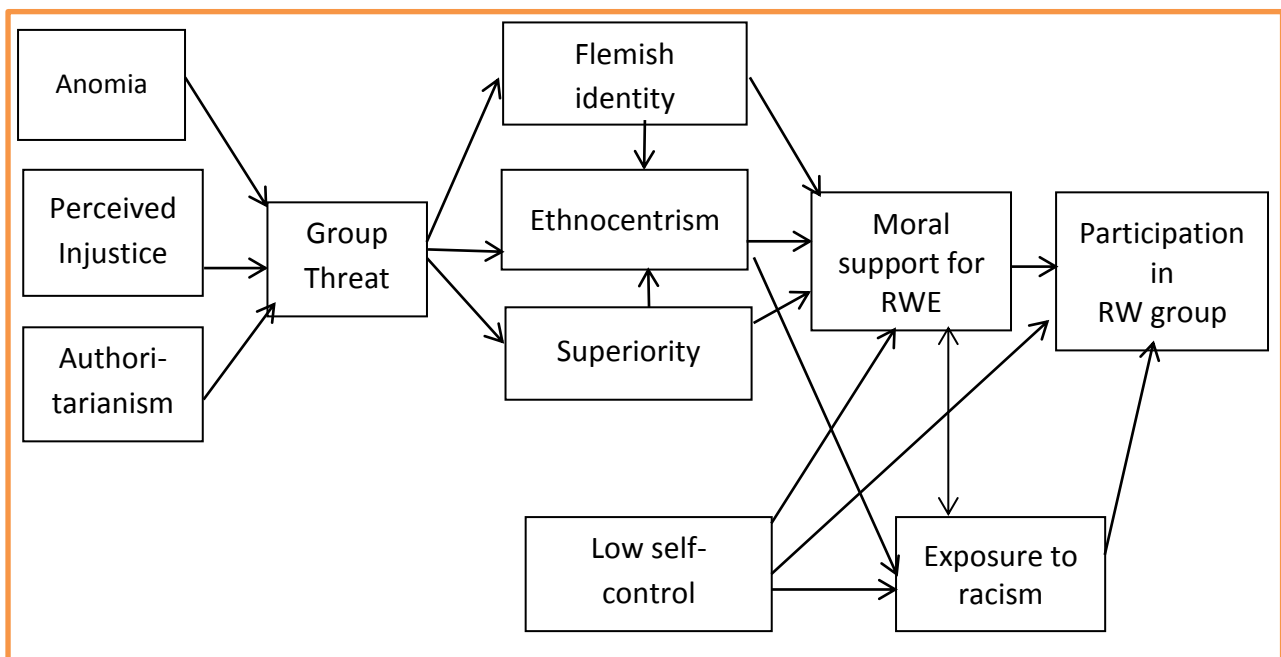 Anomia
Perceived
Injustice
Authori-
tarianism
Group
Threat
Flemish
identity
Ethnocentrism
Superiority
Low self-
control
Moral
support for
RWE
Exposure to
racism
Participation
in
RW group